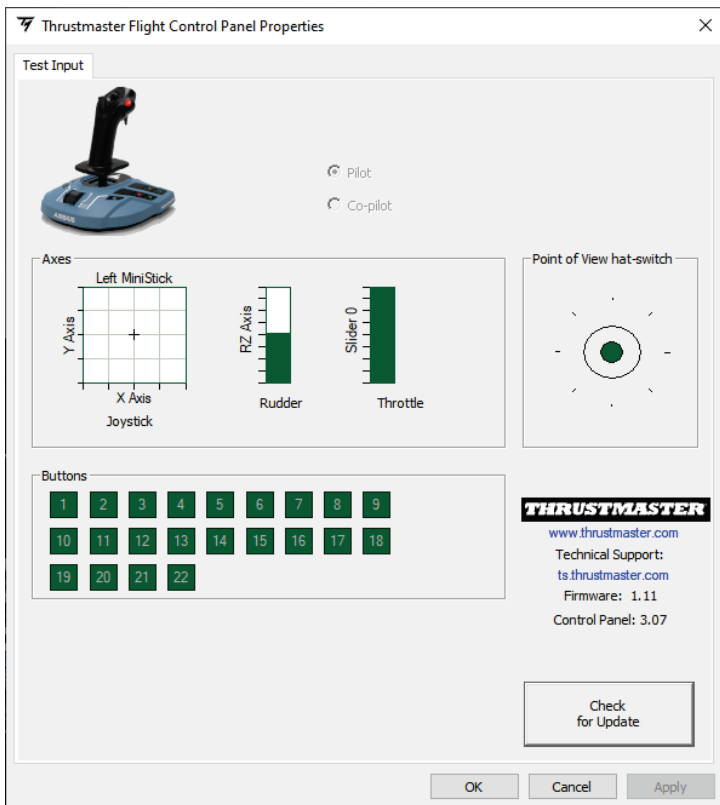 Thrustmaster Flight Control Panel Properties
Test Input
AIRBUS
Pilot
Co-pilot
Axes
Left MiniStick
Y Axis
X Axis
Joystick
RZ Axis
Rudder
Slider 0
Throttle
Point of View hat-switch
Buttons
1 2 3 4 5 6 7 8 9
10 11 12 13 14 15 16 17 18
19 20 21 22
THRUSTMASTER
www.thrustmaster.com
Technical Support:
ts.thrustmaster.com
Firmware: 1.11
Control Panel: 3.07
Check
for Update
OK Cancel Apply